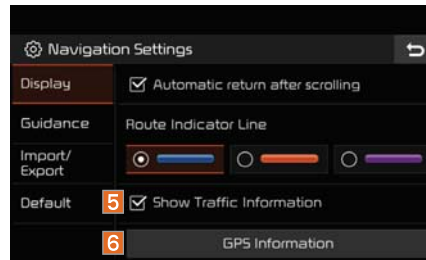 Navigation Settings
Display
Automatic return after scrolling
Guidance
Route Indicator Line
Import/
Export
Default
5
Show Traffic Information
6
GPS Information